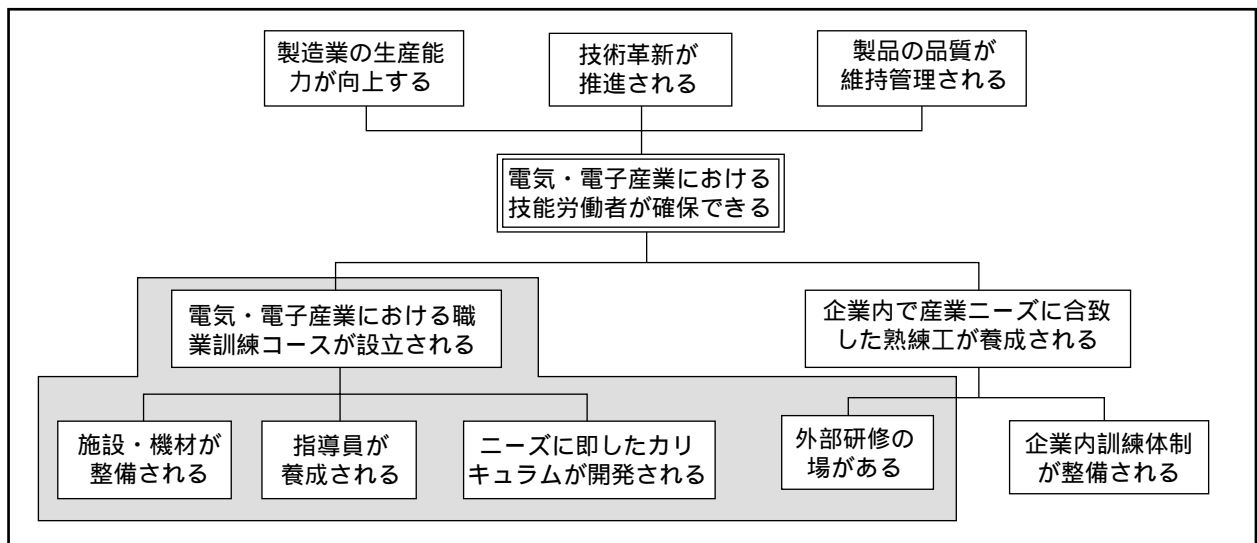 製造業の生産能
力が向上する
技術革新が
推進される
製品の品質が
維持管理される
電気・電子産業における
技能労働者が確保できる
電気・電子産業における職
業訓練コースが設立される
企業内で産業ニーズに合致
した熟練工が養成される
施設・機材が
整備される
指導員が
養成される
ニーズに即したカリ
キュラムが開発される
外部研修の
場がある
企業内訓練体制
が整備される